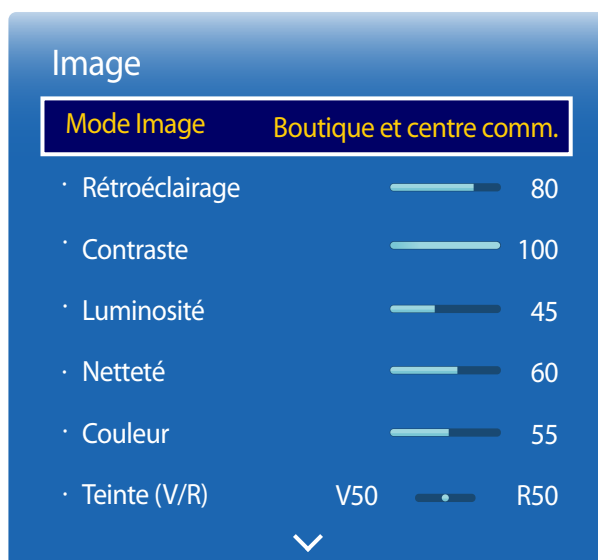 Image
Mode Image Boutique et centre comm.
· Rétroéclairage 80
· Contraste 100
· Luminosité 45
· Netteté 60
· Couleur 55
· Teinte (V/R) V50 R50